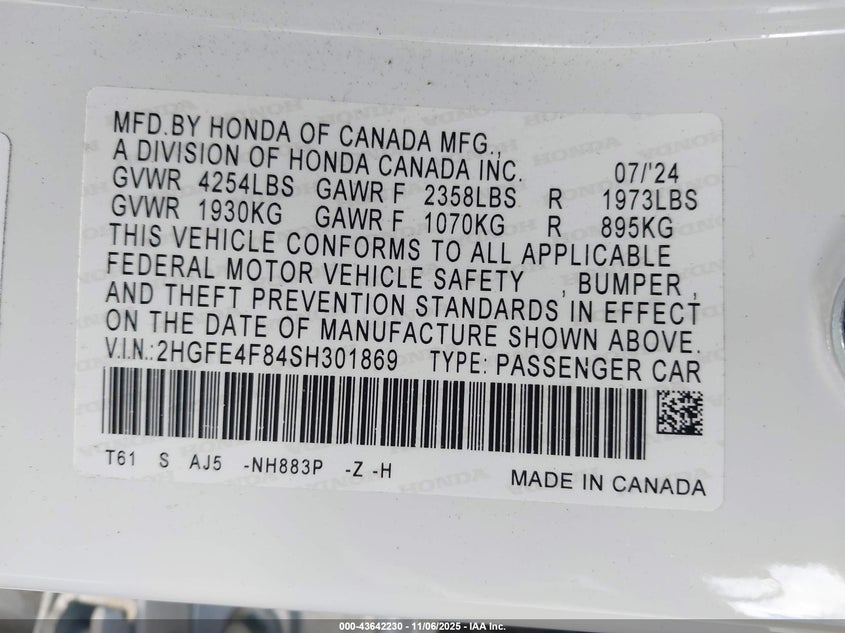 MFD.BY HONDA OF CANADA MFG.,
A DIVISION OF HONDA CANADA INC. 07/'24
GVWR 4254LBS GAWR F 2358LBS R 1973LBS
GVWR 1930KG GAWR F 1070KG R 895KG
THIS VEHICLE CONFORMS TO ALL APPLICABLE
FEDERAL MOTOR VEHICLE SAFETY , BUMPER ,
AND THEFT PREVENTION STANDARDS IN EFFECT
ON THE DATE OF MANUFACTURE SHOWN ABOVE.
V.I.N.:2HGFE4F84SH301869 TYPE: PASSENGER CAR
T61 S AJ5 -NH883P -Z -H
MADE IN CANADA
000-43642230 - 11/06/2025 - IAA Inc.